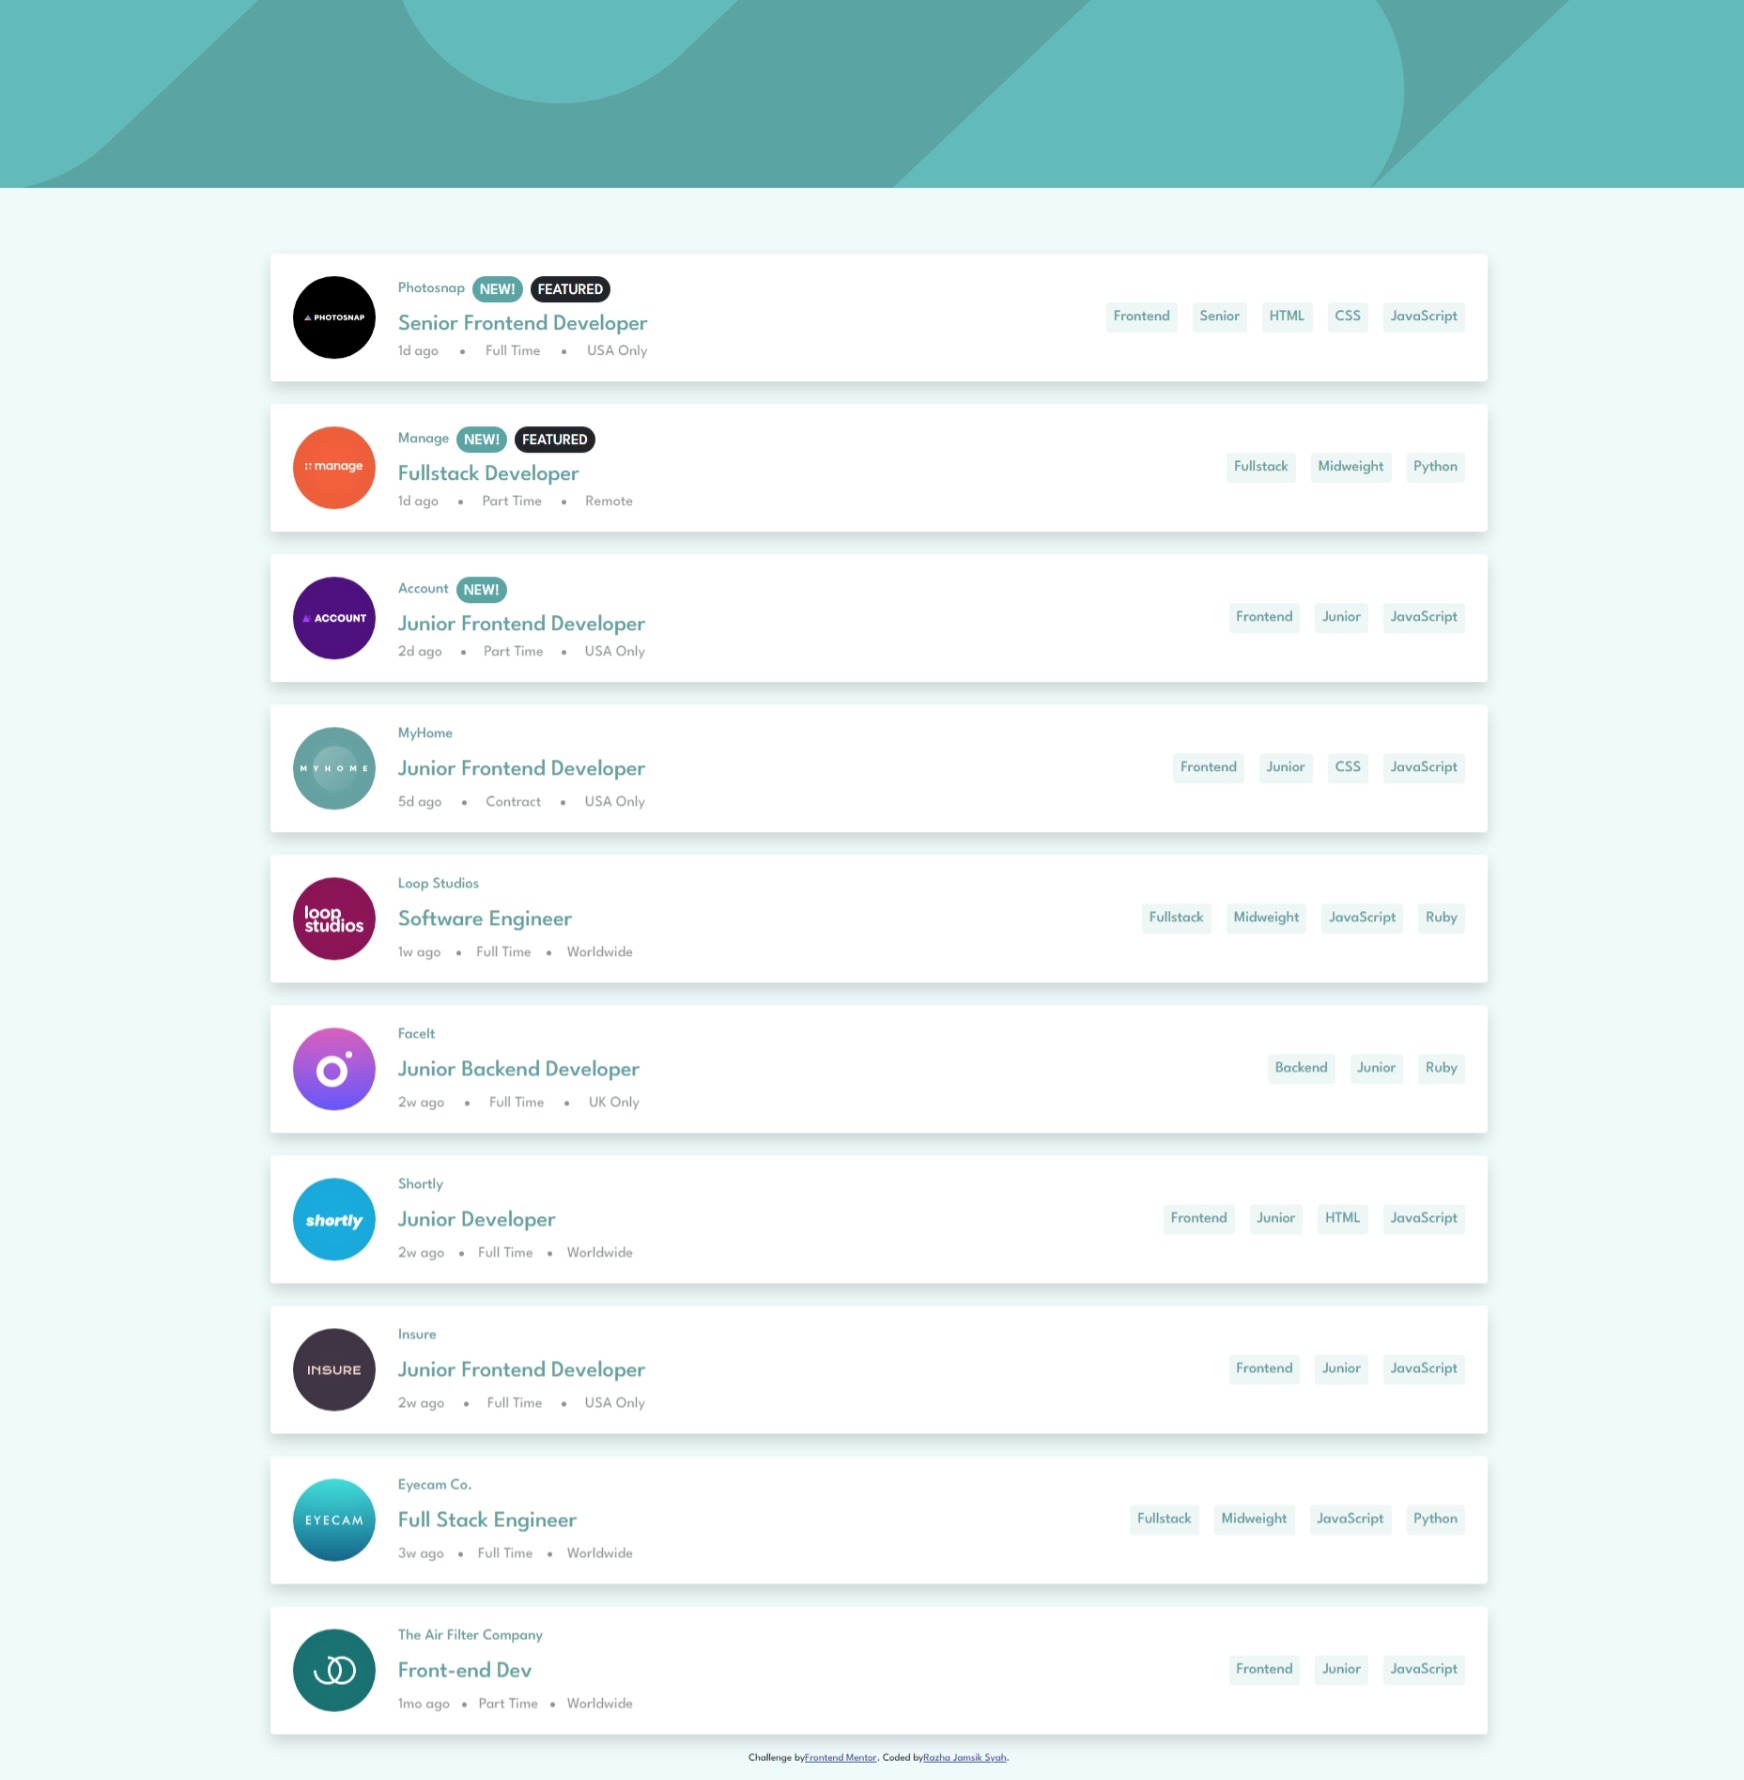 PHOTOSNAP
Photosnap NEW! FEATURED
Senior Frontend Developer
1d ago • Full Time • USA Only
Frontend Senior HTML CSS JavaScript
manage
Manage NEW! FEATURED
Fullstack Developer
1d ago • Part Time • Remote
Fullstack Midweight Python
ACCOUNT
Account NEW!
Junior Frontend Developer
2d ago • Part Time • USA Only
Frontend Junior JavaScript
MYHOME
MyHome
Junior Frontend Developer
5d ago • Contract • USA Only
Frontend Junior CSS JavaScript
loop
studios
Loop Studios
Software Engineer
1w ago • Full Time • Worldwide
Fullstack Midweight JavaScript Ruby
FaceIt
Junior Backend Developer
2w ago • Full Time • UK Only
Backend Junior Ruby
shortly
Shortly
Junior Developer
2w ago • Full Time • Worldwide
Frontend Junior HTML JavaScript
INSURE
Insure
Junior Frontend Developer
2w ago • Full Time • USA Only
Frontend Junior JavaScript
EYECAM
Eyecam Co.
Full Stack Engineer
3w ago • Full Time • Worldwide
Fullstack Midweight JavaScript Python
The Air Filter Company
Front-end Dev
1mo ago • Part Time • Worldwide
Frontend Junior JavaScript
Challenge byFrontend Mentor. Coded byRazha Jamsik Syah.